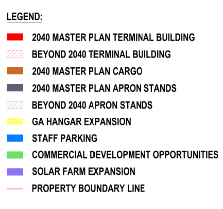 LEGEND:
2040 MASTER PLAN TERMINAL BUILDING
BEYOND 2040 TERMINAL BUILDING
2040 MASTER PLAN CARGO
2040 MASTER PLAN APRON STANDS
BEYOND 2040 APRON STANDS
GA HANGAR EXPANSION
STAFF PARKING
COMMERCIAL DEVELOPMENT OPPORTUNITIES
SOLAR FARM EXPANSION
PROPERTY BOUNDARY LINE